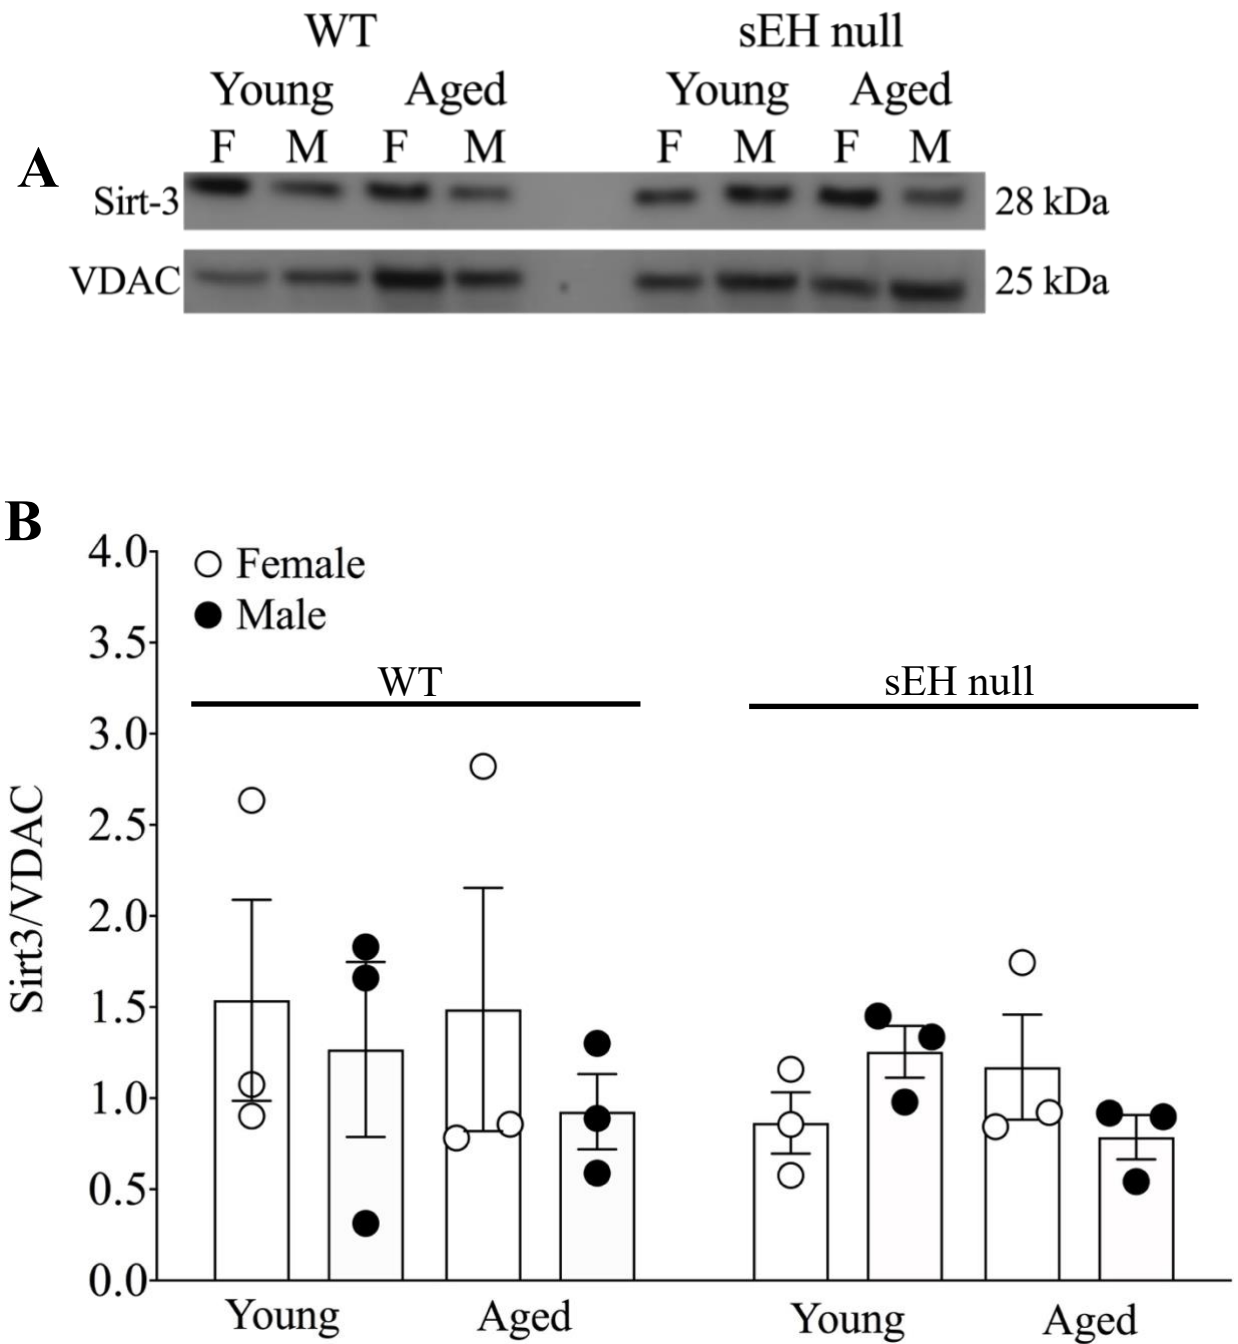 WT sEH null
Young Aged Young Aged
F M F M F M F M
A
Sirt-3 28 kDa
VDAC 25 kDa
B
4.0
Female
Male
3.5
WT sEH null
3.0
2.5
2.0
1.5
1.0
0.5
0.0
Sirt3/VDAC
Young Aged Young Aged